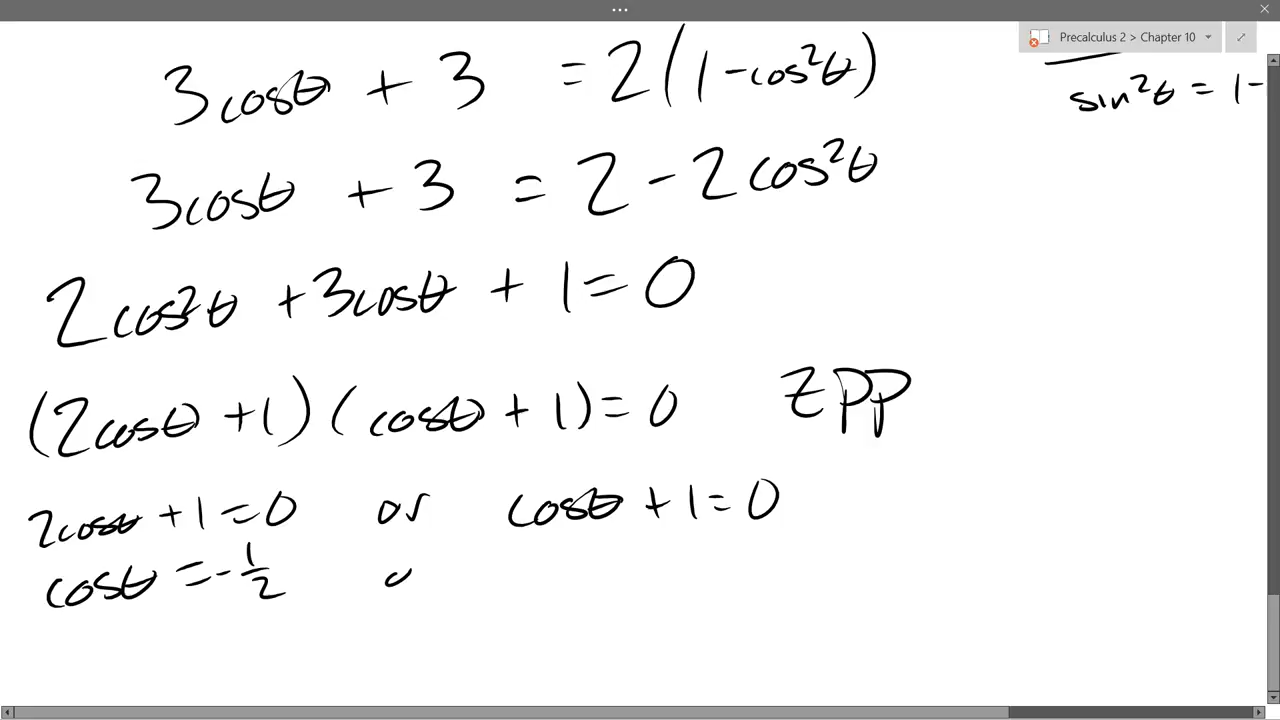 Precalculus 2 > Chapter 10
3cosθ + 3 = 2(1-cos²θ)
sin²θ = 1-
3cosθ + 3 = 2 - 2cos²θ
2cos²θ + 3cosθ + 1 = 0
(2cosθ + 1)(cosθ + 1) = 0 ZPP
2cosθ + 1 = 0 or cosθ + 1 = 0
cosθ = -1/2 o